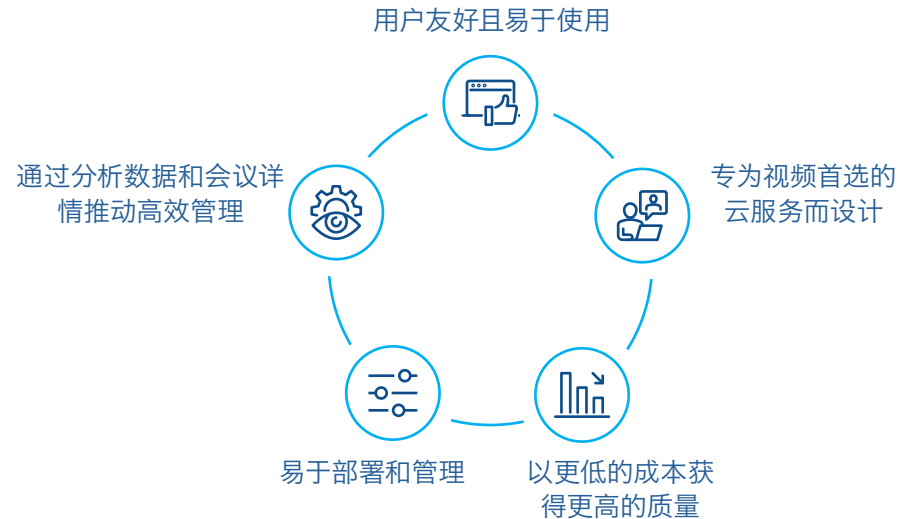 用户友好且易于使用
通过分析数据和会议详
情推动高效管理
专为视频首选的
云服务而设计
易于部署和管理
以更低的成本获
得更高的质量